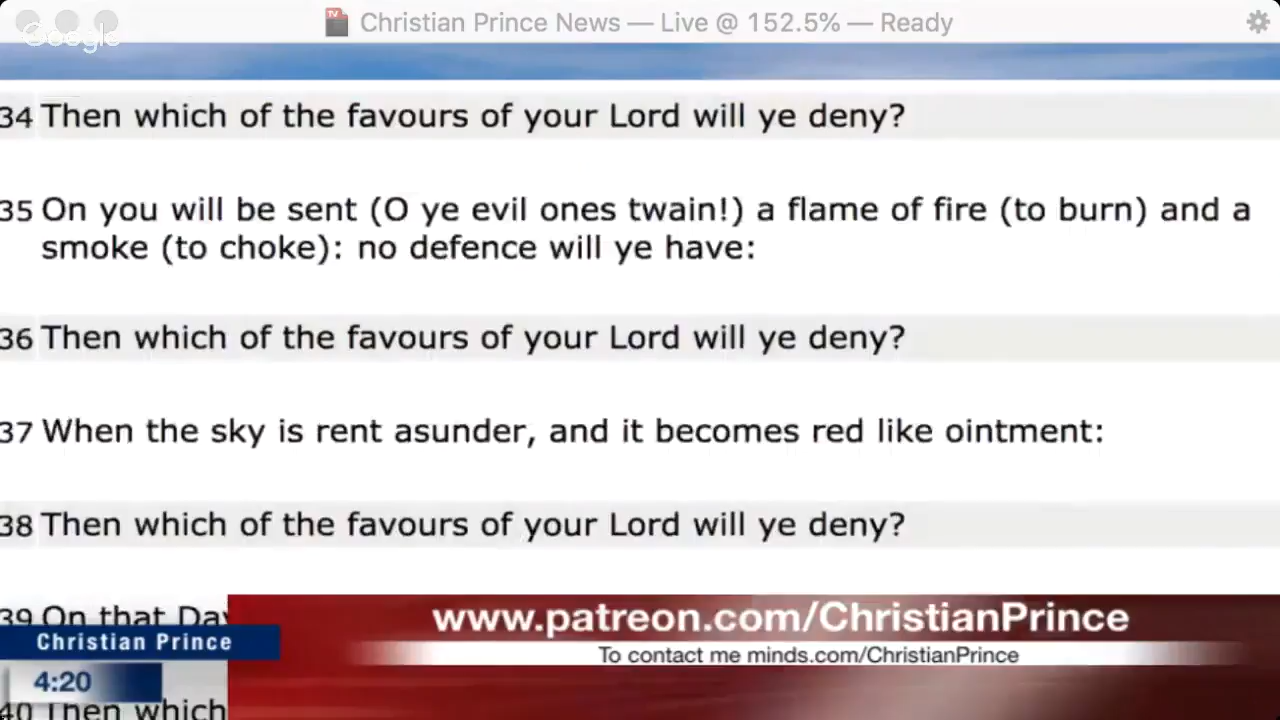 Christian Prince News — Live @ 152.5% — Ready
Google
34 Then which of the favours of your Lord will ye deny?
35 On you will be sent (O ye evil ones twain!) a flame of fire (to burn) and a
smoke (to choke): no defence will ye have:
36 Then which of the favours of your Lord will ye deny?
37 When the sky is rent asunder, and it becomes red like ointment:
38 Then which of the favours of your Lord will ye deny?
39 On that Day
www.patreon.com/ChristianPrince
Christian Prince
To contact me minds.com/ChristianPrince
4:20
40 Then which